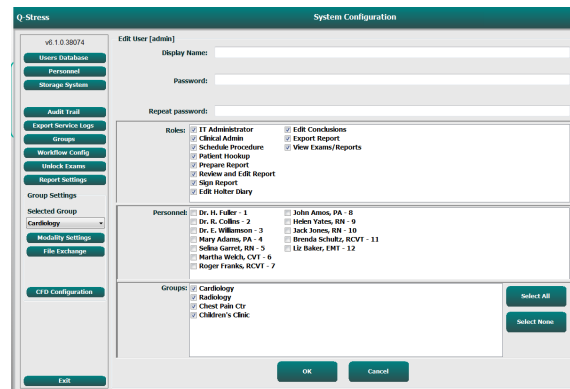 Q-Stress System Configuration
v6.1.0.38074
Users Database
Personnel
Storage System
Audit Trail
Export Service Logs
Groups
Workflow Config
Unlock Exams
Report Settings
Group Settings
Selected Group
Cardiology
Modality Settings
File Exchange
CFD Configuration
Exit
Edit User [admin]
Display Name:
Password:
Repeat password:
Roles:
IT Administrator
Clinical Admin
Schedule Procedure
Patient Hookup
Prepare Report
Review and Edit Report
Sign Report
Edit Holter Diary
Edit Conclusions
Export Report
View Exams/Reports
Personnel:
Dr. H. Fuller - 1
Dr. R. Collins - 2
Dr. E. Williamson - 3
Mary Adams, PA - 4
Selina Garret, RN - 5
Martha Welch, CVT - 6
Roger Franks, RCVT - 7
John Amos, PA - 8
Helen Yates, RN - 9
Jack Jones, RN - 10
Brenda Schultz, RCVT - 11
Liz Baker, EMT - 12
Groups:
Cardiology
Radiology
Chest Pain Ctr
Children's Clinic
Select All
Select None
OK
Cancel